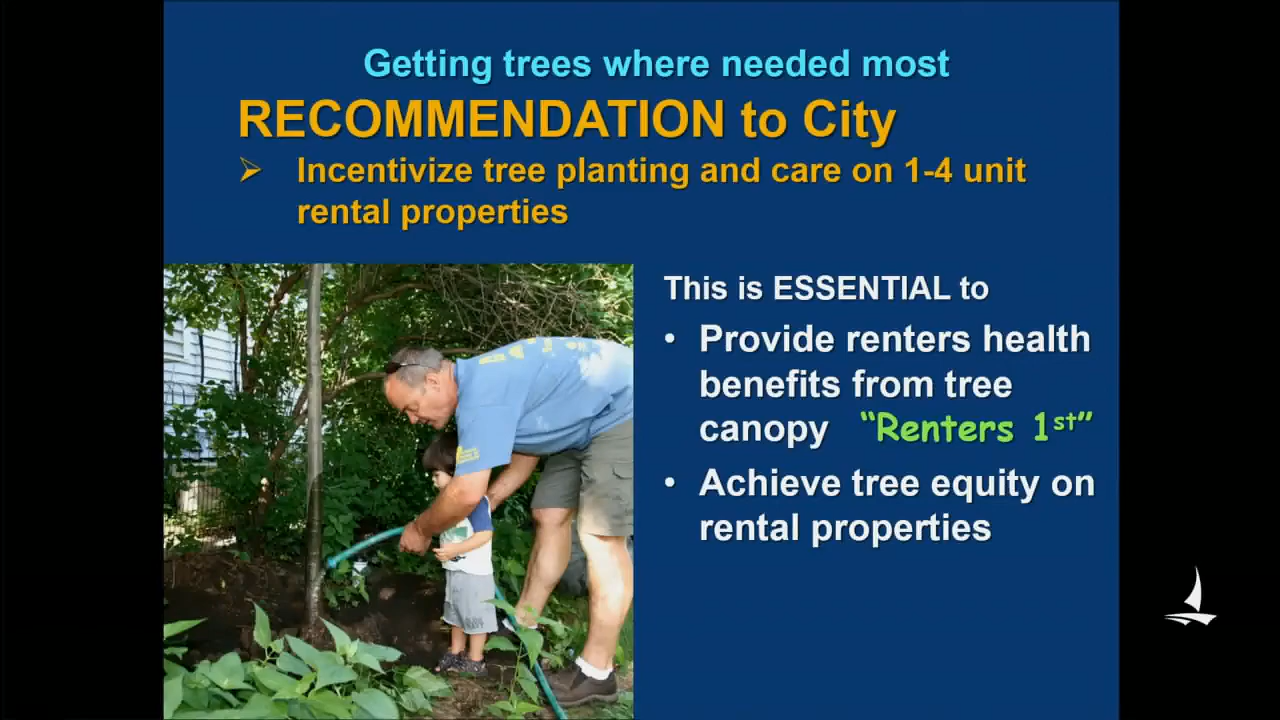 Getting trees where needed most
RECOMMENDATION to City
➢ Incentivize tree planting and care on 1-4 unit
rental properties
This is ESSENTIAL to
• Provide renters health
benefits from tree
canopy “Renters 1st”
• Achieve tree equity on
rental properties